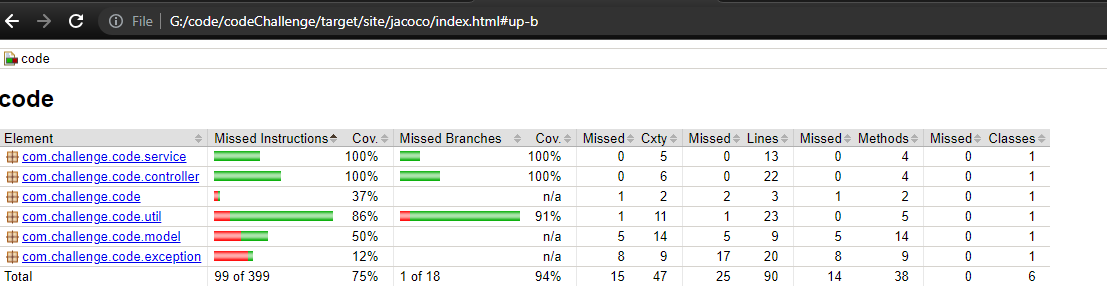 File G:/code/codeChallenge/target/site/jacoco/index.html#up-b
code
code
Element Missed Instructions Cov. Missed Branches Cov. Missed Cxty Missed Lines Missed Methods Missed Classes
com.challenge.code.service 100% 100% 0 5 0 13 0 4 0 1
com.challenge.code.controller 100% 100% 0 6 0 22 0 4 0 1
com.challenge.code 37% n/a 1 2 2 3 1 2 0 1
com.challenge.code.util 86% 91% 1 11 1 23 0 5 0 1
com.challenge.code.model 50% n/a 5 14 5 9 5 14 0 1
com.challenge.code.exception 12% n/a 8 9 17 20 8 9 0 1
Total 99 of 399 75% 1 of 18 94% 15 47 25 90 14 38 0 6